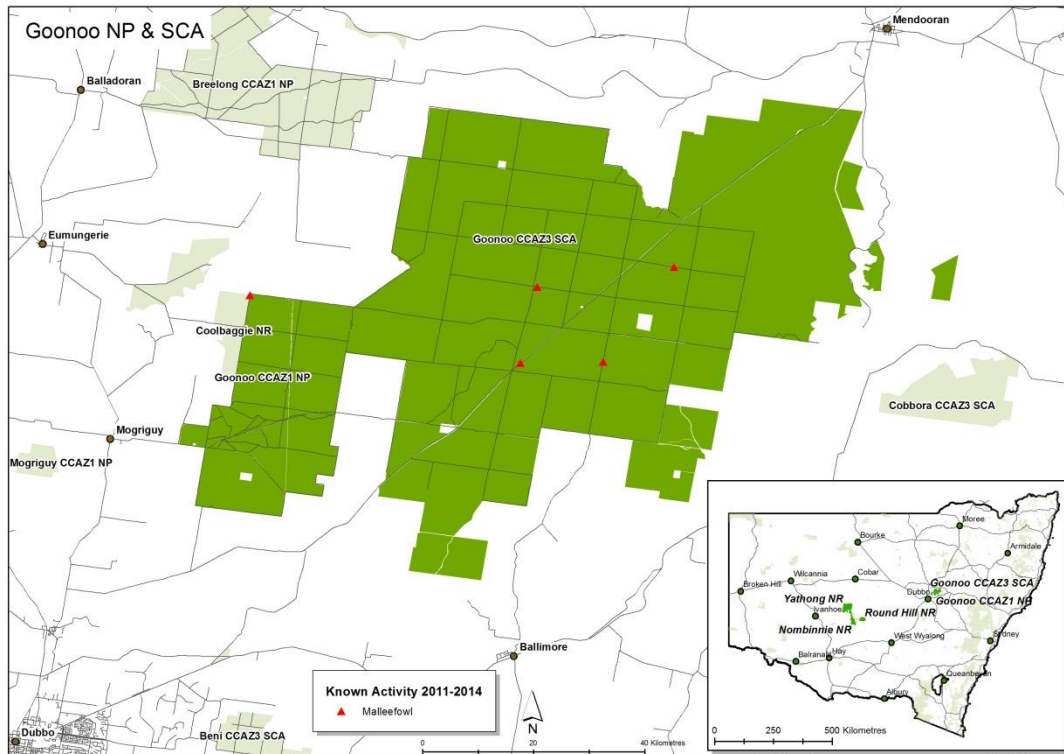 Goonoo NP & SCA
Mendooran
Balladoran
Breelong CCAZ1 NP
Eumungerie
Goonoo CCAZ3 SCA
Coolbaggie NR
Goonoo CCAZ1 NP
Cobbora CCAZ3 SCA
Mogriguy
Mogriguy CCAZ1 NP
Ballimore
Dubbo
Beni CCAZ3 SCA
Known Activity 2011-2014
Malleefowl
N
0 20 40 Kilometres
Moree
Bourke
Armidale
Wilcannia
Cobar
Broken Hill
Goonoo CCAZ3 SCA
Dubbo
Goonoo CCAZ1 NP
Yathong NR
Ivanhoe
Round Hill NR
Nombinnie NR
West Wyalong
Sydney
Balranald
Hay
Queanbeyan
Albury
0 250 500 Kilometres